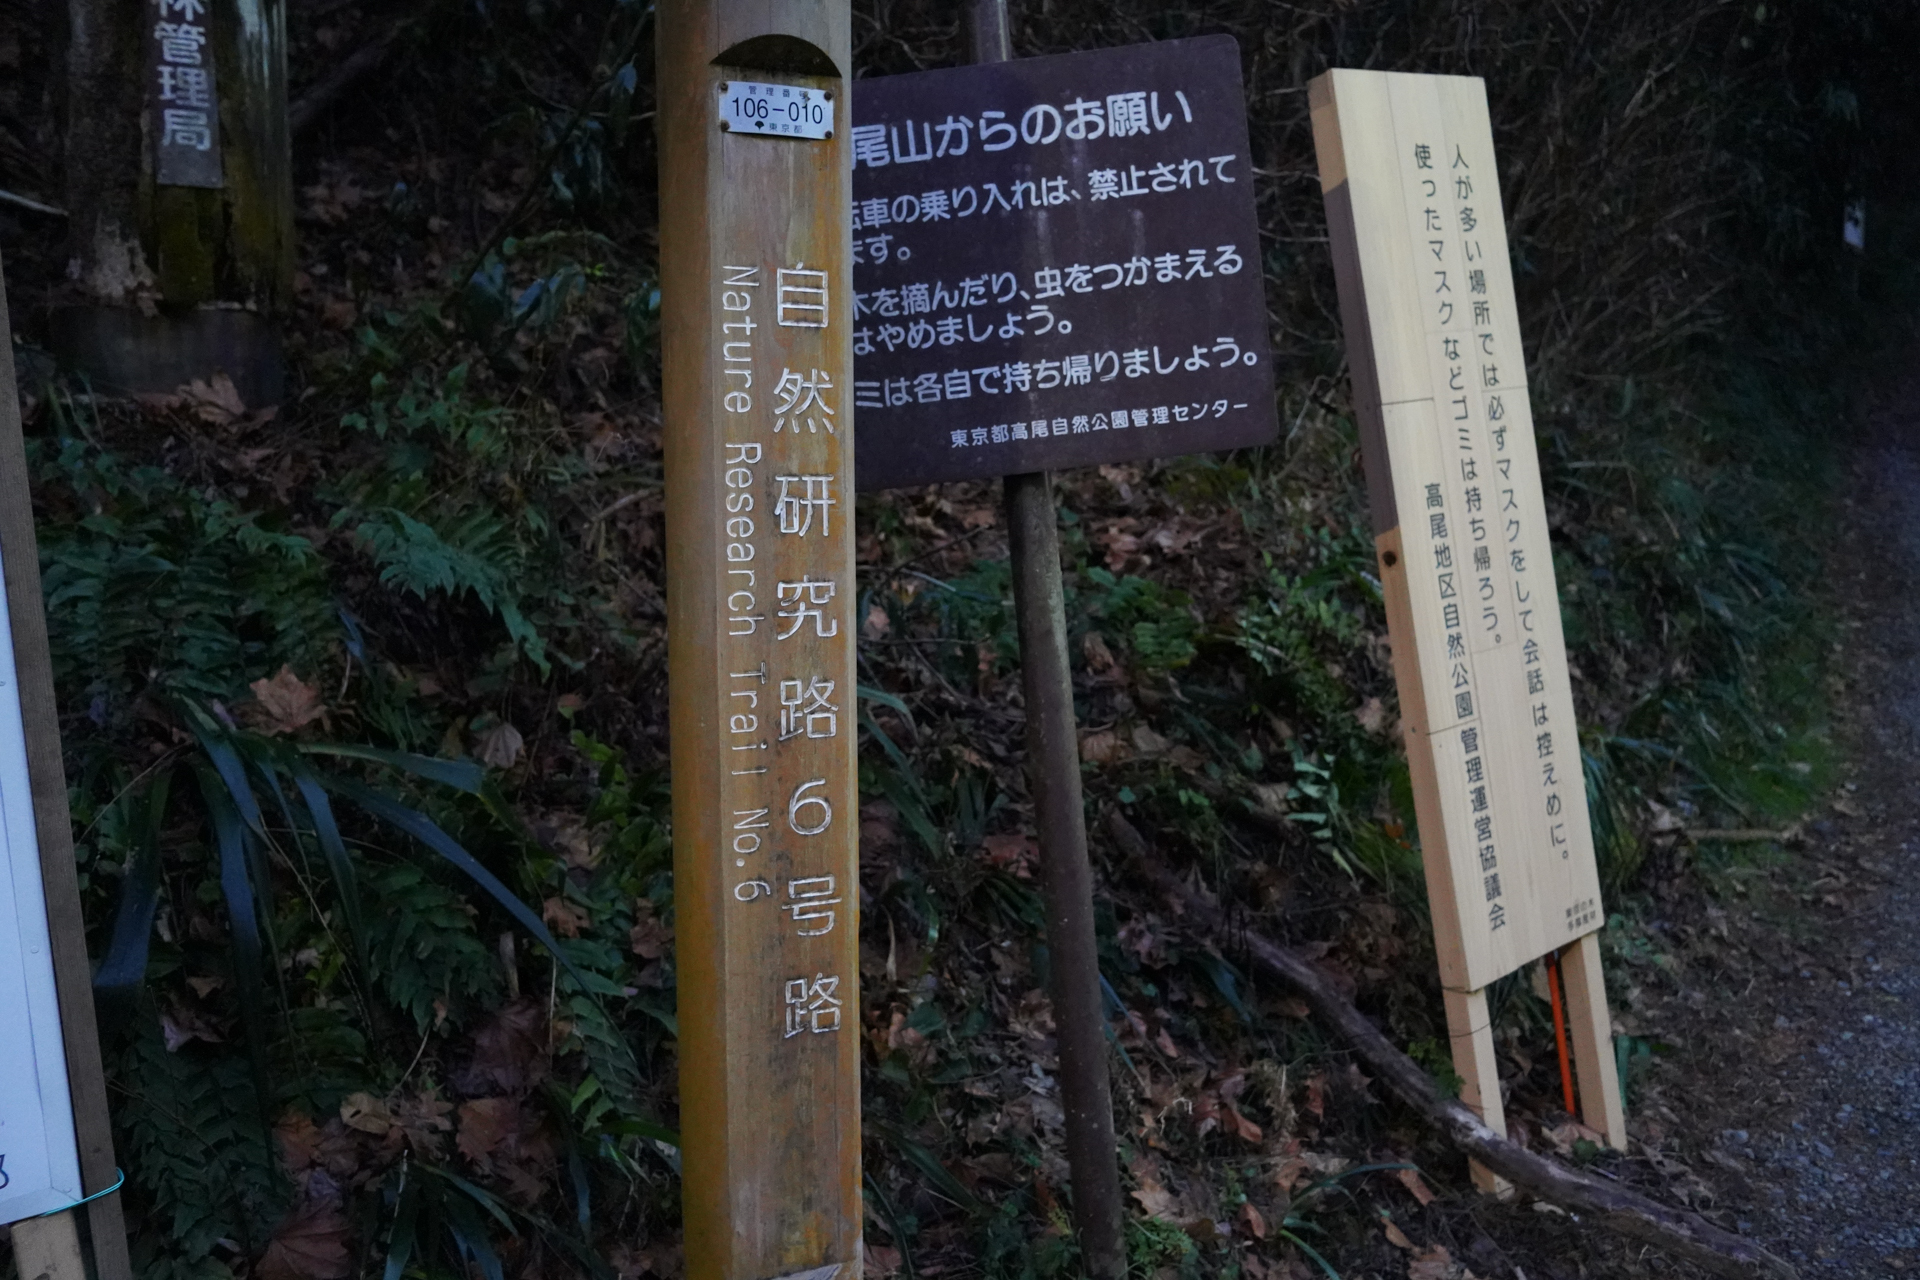 管理局
管理番号
106-010
東京都
自然研究路6号路
Nature Research Trail No.6
尾山からのお願い
車の乗り入れは、禁止されて
ます。
木を摘んだり、虫をつかまえる
はやめましょう。
ミは各自で持ち帰りましょう。
東京都高尾自然公園管理センター
人が多い場所では必ずマスクをして会話は控えめに。
使ったマスクなどゴミは持ち帰ろう。
高尾地区自然公園管理運営協議会